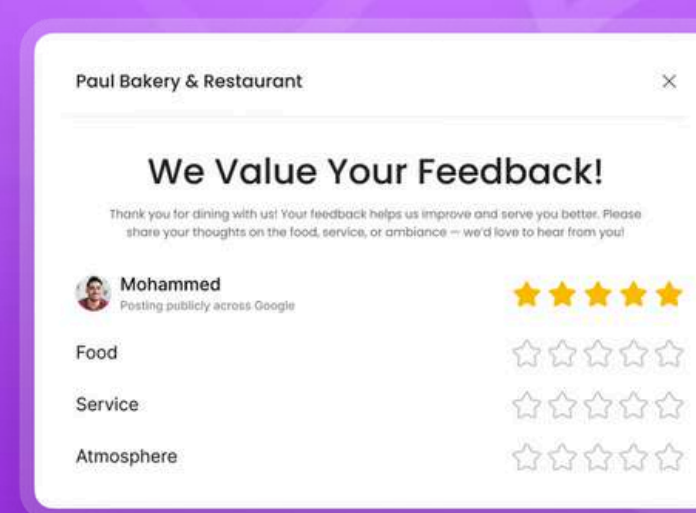 Paul Bakery & Restaurant
We Value Your Feedback!
Thank you for dining with us! Your feedback helps us improve and serve you better. Please
share your thoughts on the food, service, or ambiance — we'd love to hear from you!
Mohammed
Posting publicly across Google
Food
Service
Atmosphere